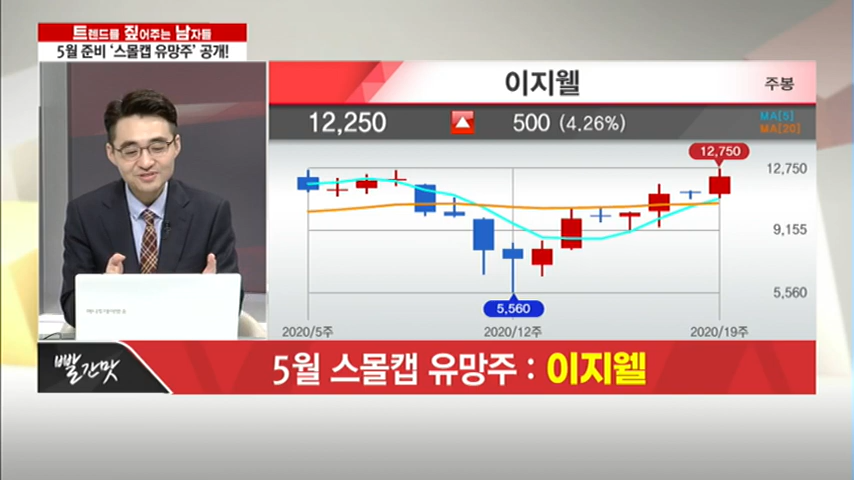 트렌드를 짚어주는 남자들
5월 준비 '스몰캡 유망주' 공개!
이지웰
주봉
12,250
500 (4.26%)
MA[5]
MA[20]
12,750
12,750
9,155
5,560
5,560
2020/5주
2020/12주
2020/19주
빨간맛
5월 스몰캡 유망주 : 이지웰